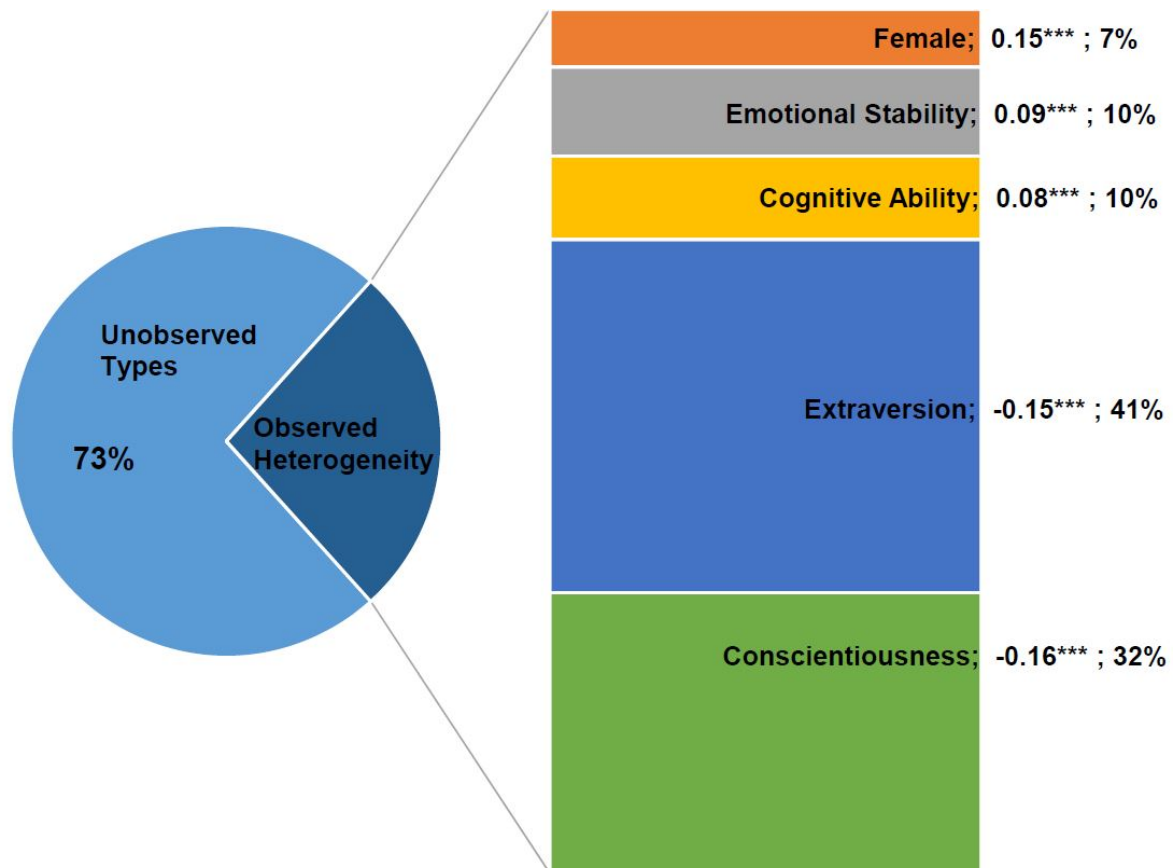 Female; 0.15*** ; 7%
Emotional Stability; 0.09*** ; 10%
Cognitive Ability; 0.08*** ; 10%
Unobserved
Types
73%
Observed
Heterogeneity
Extraversion; -0.15*** ; 41%
Conscientiousness; -0.16*** ; 32%